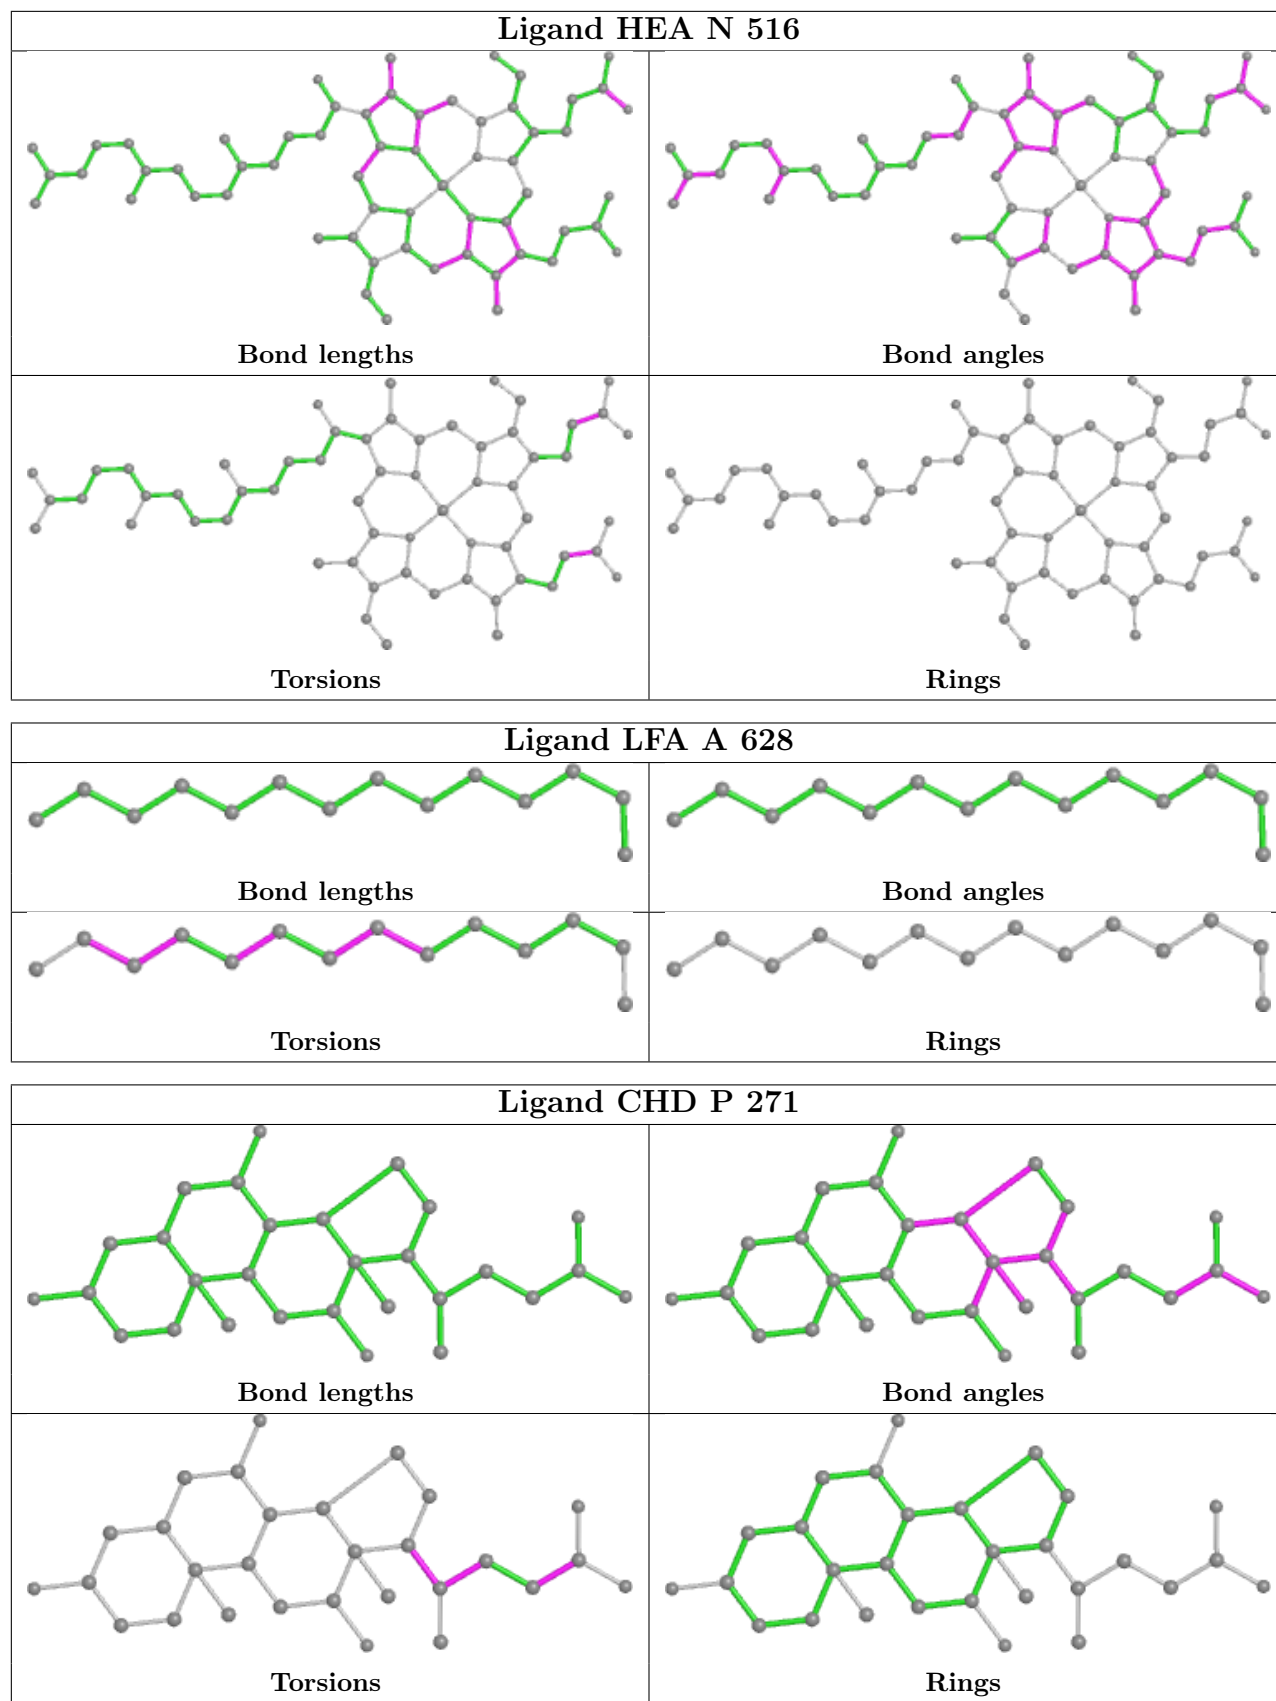 Ligand HEA N 516
Bond lengths
Bond angles
Torsions
Rings
Ligand LFA A 628
Bond lengths
Bond angles
Torsions
Rings
Ligand CHD P 271
Bond lengths
Bond angles
Torsions
Rings